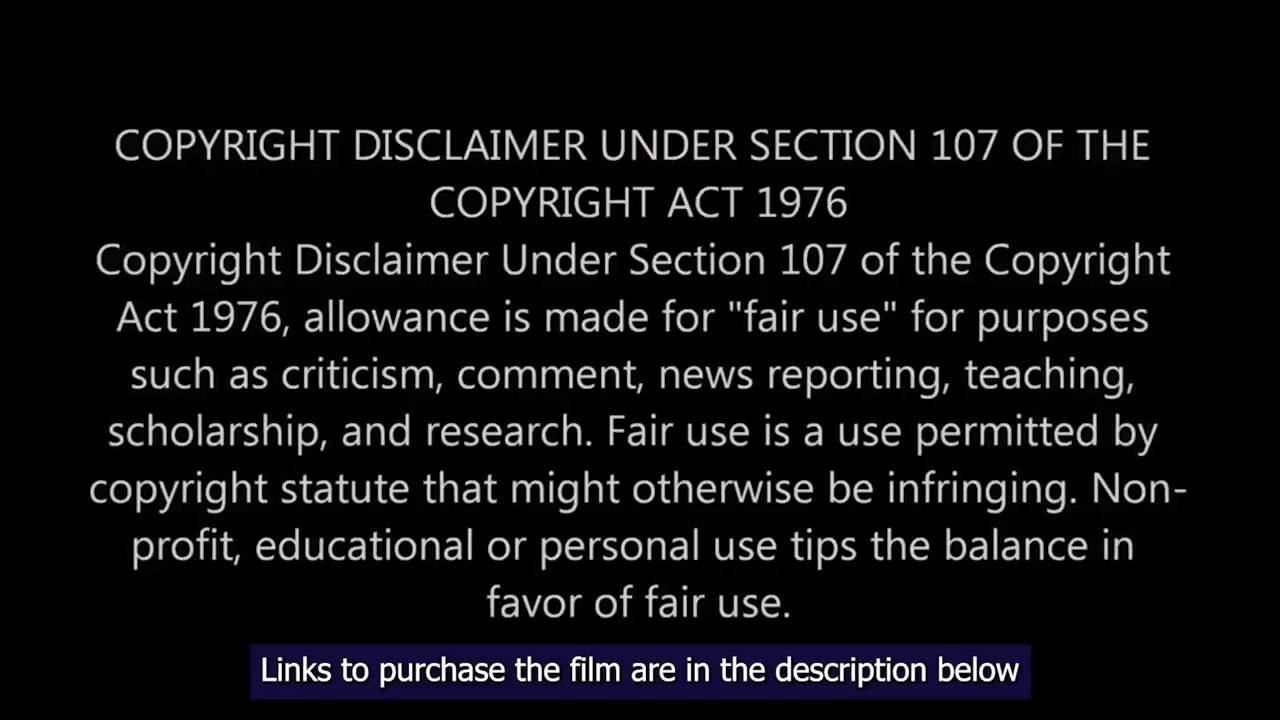 COPYRIGHT DISCLAIMER UNDER SECTION 107 OF THE
COPYRIGHT ACT 1976
Copyright Disclaimer Under Section 107 of the Copyright
Act 1976, allowance is made for "fair use" for purposes
such as criticism, comment, news reporting, teaching,
scholarship, and research. Fair use is a use permitted by
copyright statute that might otherwise be infringing. Non-
profit, educational or personal use tips the balance in
favor of fair use.
Links to purchase the film are in the description below